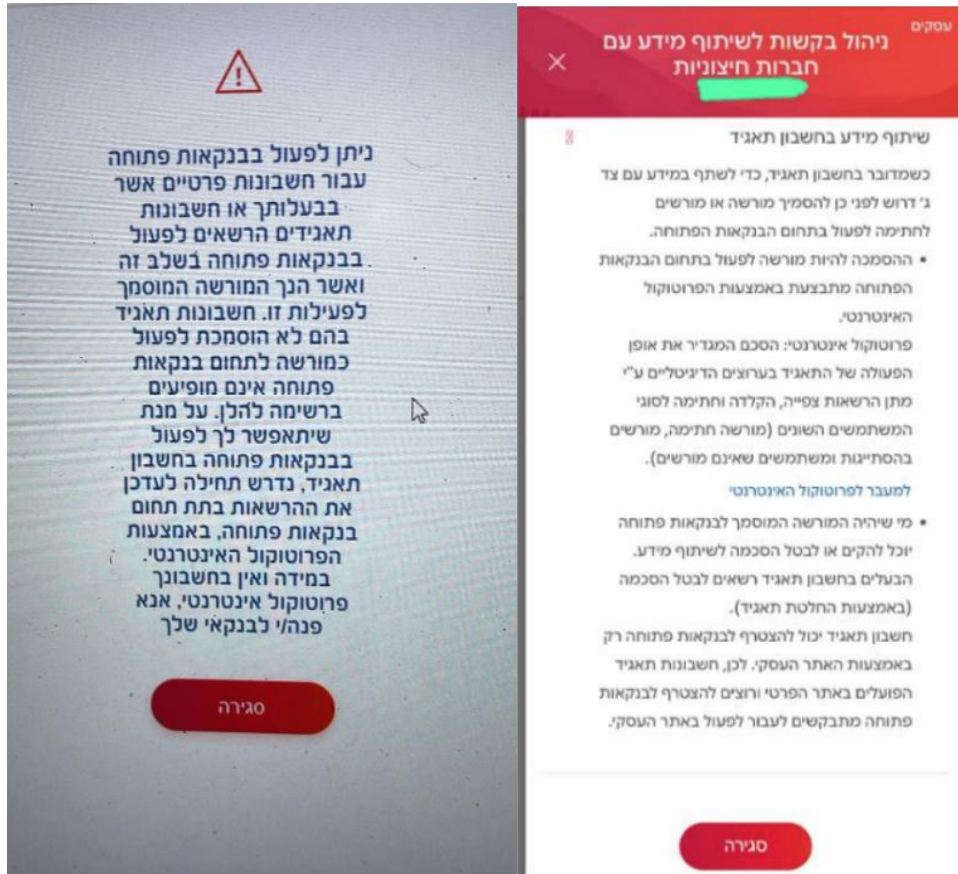 ניתן לפעול בבנקאות פתוחה
עבור חשבונות פרטיים אשר
בבעלותך או חשבונות
תאגידים הרשאים לפעול
בבנקאות פתוחה בשלב זה
ואשר הנך המורשה המוסמך
לפעילות זו. חשבונות תאגיד
בהם לא הוסמכת לפעול
כמורשה לתחום בנקאות
פתוחה אינם מופיעים
ברשימה להלן. על מנת
שיתאפשר לך לפעול
בבנקאות פתוחה בחשבון
תאגיד, נדרש תחילה לעדכן
את ההרשאות בתת תחום
בנקאות פתוחה, באמצעות
הפרוטוקול האינטרנטי.
במידה ואין בחשבונך
פרוטוקול אינטרנטי, אנא
פנה/י לבנקאי שלך
סגירה
עסקים
ניהול בקשות לשיתוף מידע עם
חברות חיצוניות
שיתוף מידע בחשבון תאגיד
כשמדובר בחשבון תאגיד, כדי לשתף במידע עם צד
ג' דרוש לפני כן להסמיך מורשה או מורשים
לחתימה לפעול בתחום הבנקאות הפתוחה.
• ההסמכה להיות מורשה לפעול בתחום הבנקאות
הפתוחה מתבצעת באמצעות הפרוטוקול
האינטרנטי.
פרוטוקול אינטרנטי: הסכם המגדיר את אופן
הפעולה של התאגיד בערוצים הדיגיטליים ע"י
מתן הרשאות צפייה, הקלדה וחתימה לסוגי
המשתמשים השונים (מורשה חתימה, מורשים
בהסתייגות ומשתמשים שאינם מורשים).
למעבר לפרוטוקול האינטרנטי
• מי שיהיה המורשה המוסמך לבנקאות פתוחה
יוכל להקים או לבטל הסכמה לשיתוף מידע.
הבעלים בחשבון תאגיד רשאים לבטל הסכמה
(באמצעות החלטת תאגיד).
חשבון תאגיד יכול להצטרף לבנקאות פתוחה רק
באמצעות האתר העסקי. לכן, חשבונות תאגיד
הפועלים באתר הפרטי ורוצים להצטרף לבנקאות
פתוחה מתבקשים לעבור לפעול באתר העסקי.
סגירה